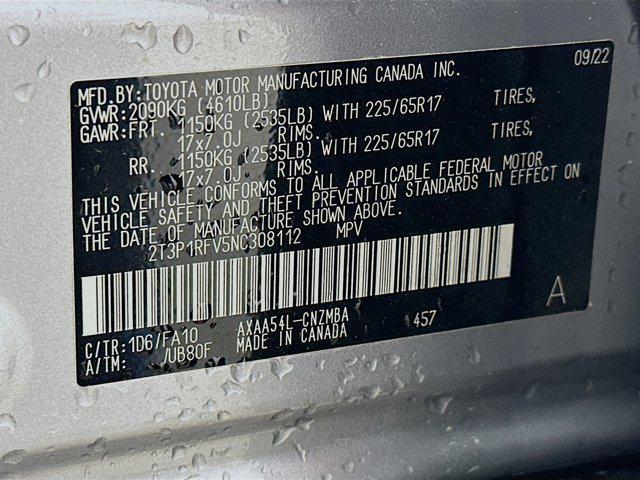 MFD.BY:TOYOTA MOTOR MANUFACTURING CANADA INC. 09/22
GVWR:2090KG (4610LB)
GAWR:FRT. 1150KG (2535LB) WITH 225/65R17 TIRES,
17x7.0J RIMS.
RR. 1150KG (2535LB) WITH 225/65R17 TIRES,
17x7.0J RIMS.
THIS VEHICLE CONFORMS TO ALL APPLICABLE FEDERAL MOTOR
VEHICLE SAFETY AND THEFT PREVENTION STANDARDS IN EFFECT ON
THE DATE OF MANUFACTURE SHOWN ABOVE.
2T3P1RFV5NC308112 MPV
A
C/TR:1D6/FA10 AXAA54L-CNZMBA 457
A/TM: /UB80F MADE IN CANADA